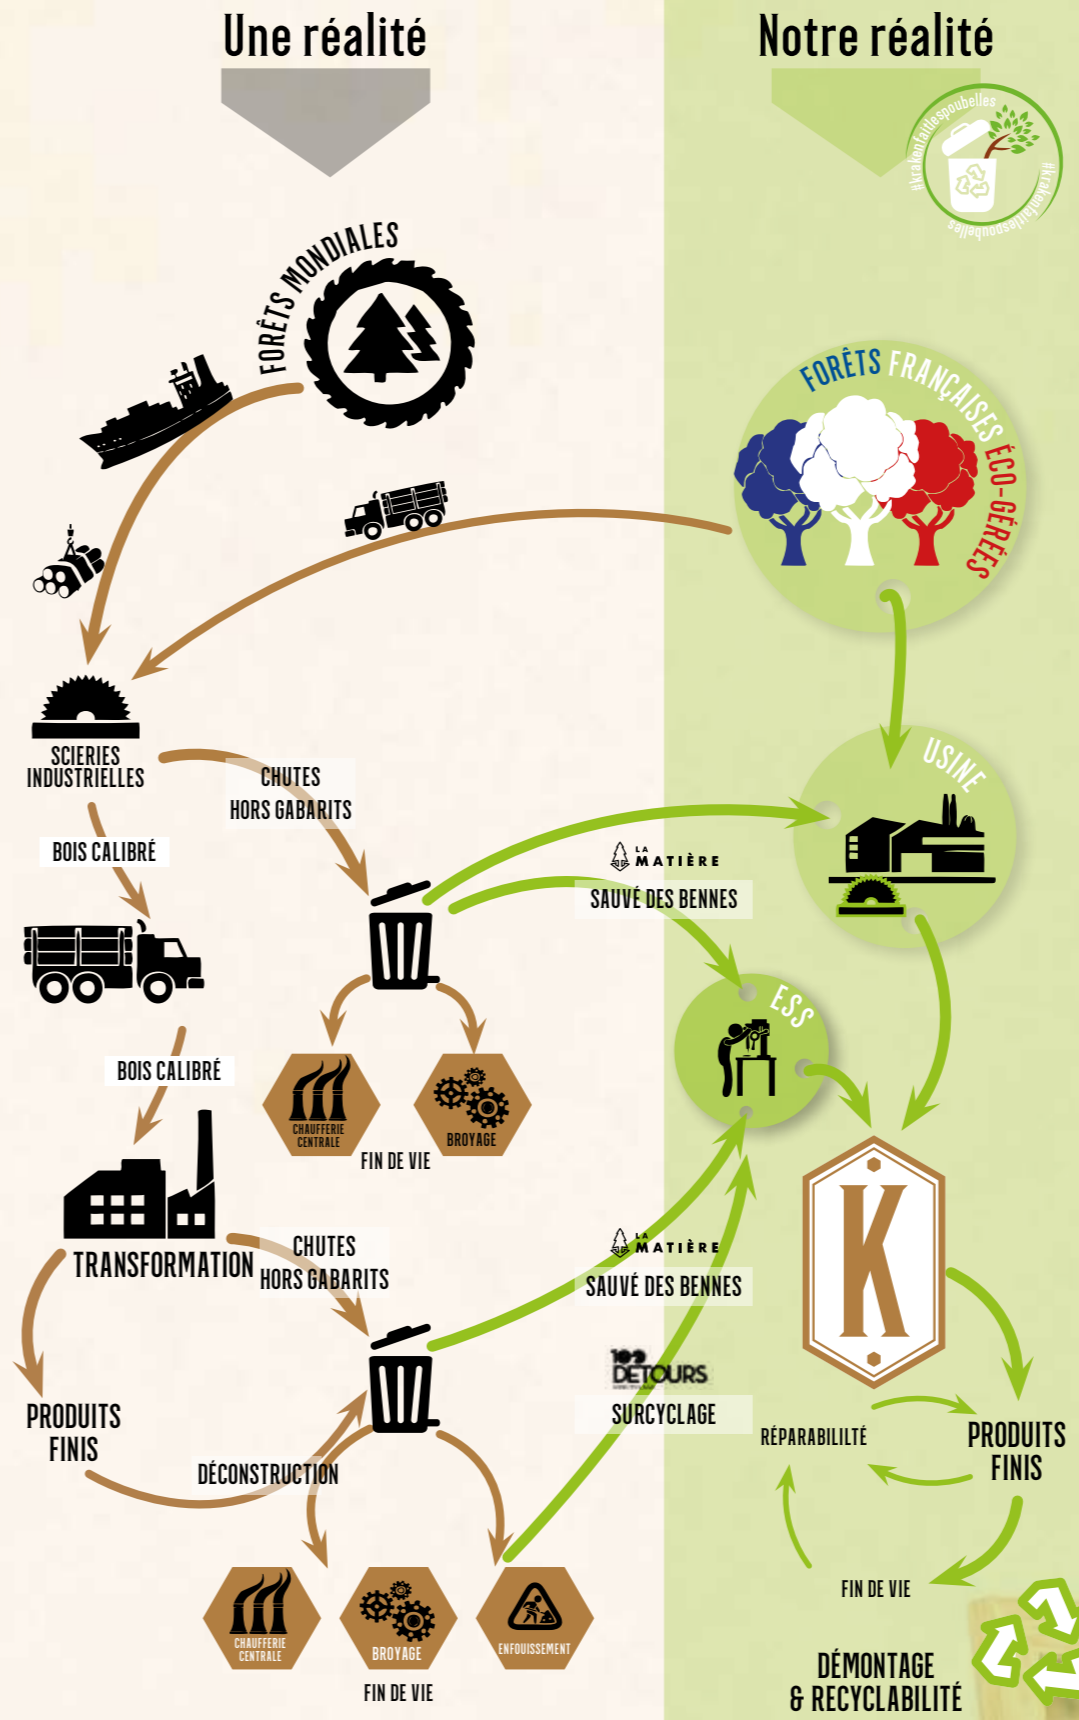 Une réalité
Notre réalité
#krakenfaitlespoubelles
#krakenfaitlespoubelles
FORÊTS MONDIALES
FORÊTS FRANÇAISES ÉCO-GÉRÉES
SCIERIES
INDUSTRIELLES
CHUTES
HORS GABARITS
USINE
BOIS CALIBRÉ
LA
MATIÈRE
SAUVÉ DES BENNES
ESS
BOIS CALIBRÉ
CHAUFFERIE
CENTRALE
BROYAGE
FIN DE VIE
TRANSFORMATION
CHUTES
HORS GABARITS
LA
MATIÈRE
SAUVÉ DES BENNES
K
100
DETOURS
SURCYCLAGE
PRODUITS
FINIS
DÉCONSTRUCTION
RÉPARABILILTÉ
PRODUITS
FINIS
CHAUFFERIE
CENTRALE
BROYAGE
ENFOUISSEMENT
FIN DE VIE
FIN DE VIE
DÉMONTAGE
& RECYCLABILITÉ